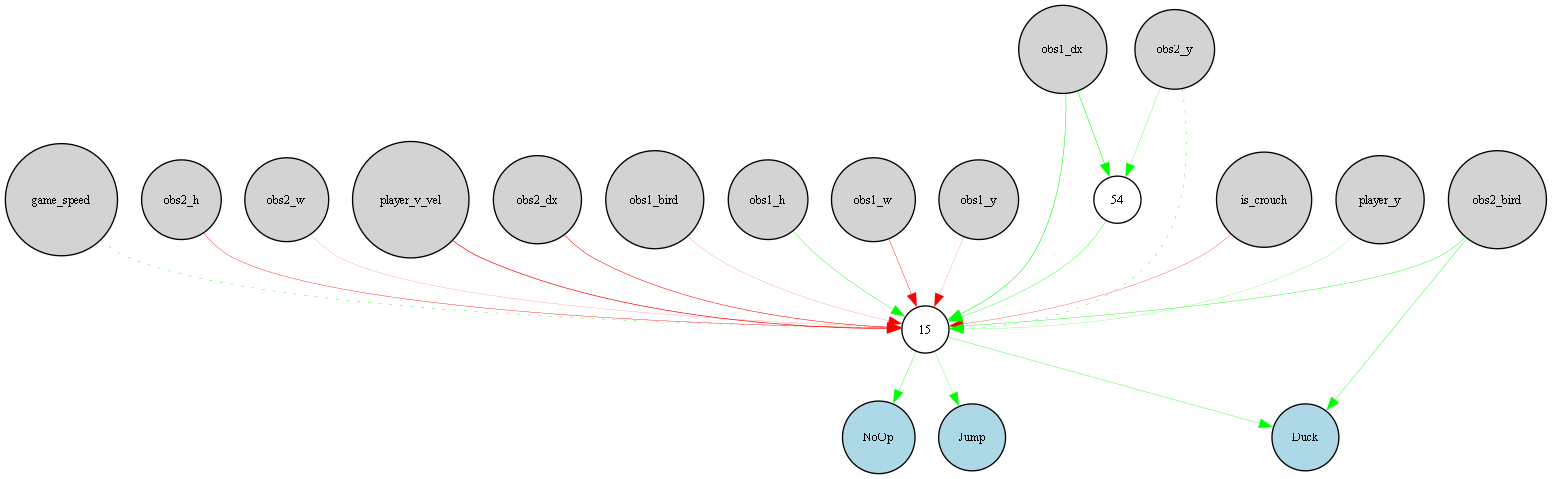 obs1_dx
obs2_y
game_speed
obs2_h
obs2_w
player_v_vel
obs2_dx
obs1_bird
obs1_h
obs1_w
obs1_y
54
is_crouch
player_y
obs2_bird
15
NoOp
Jump
Duck